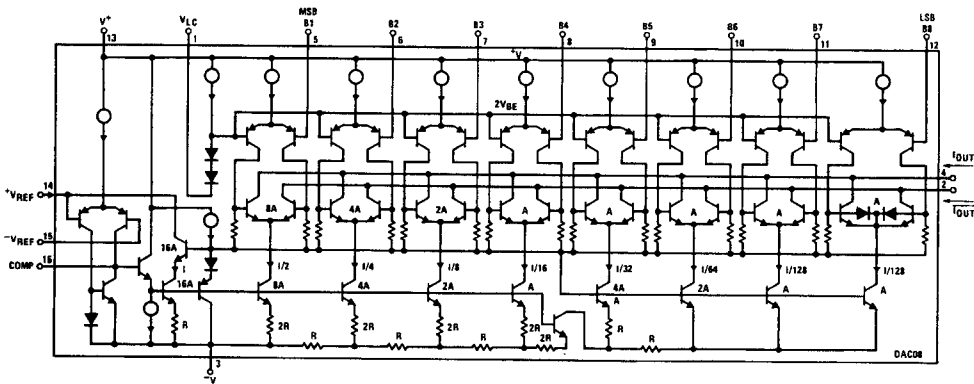 V+ VLC MSB B1 B2 B3 B4 B5 B6 B7 LSB B8
13 1 5 6 7 8 9 10 11 12
+V
2VBE
IOUT
+VREF 14
4
2
IOUT
8A 4A 2A A A A A A
-VREF 15
16A
COMP 16
I I/2 I/4 I/8 I/16 I/32 I/64 I/128 I/128
16A 8A 4A 2A A 4A 2A A A
A
R 2R 2R 2R 2R R
2R
R R R R
3
-V
DAC08